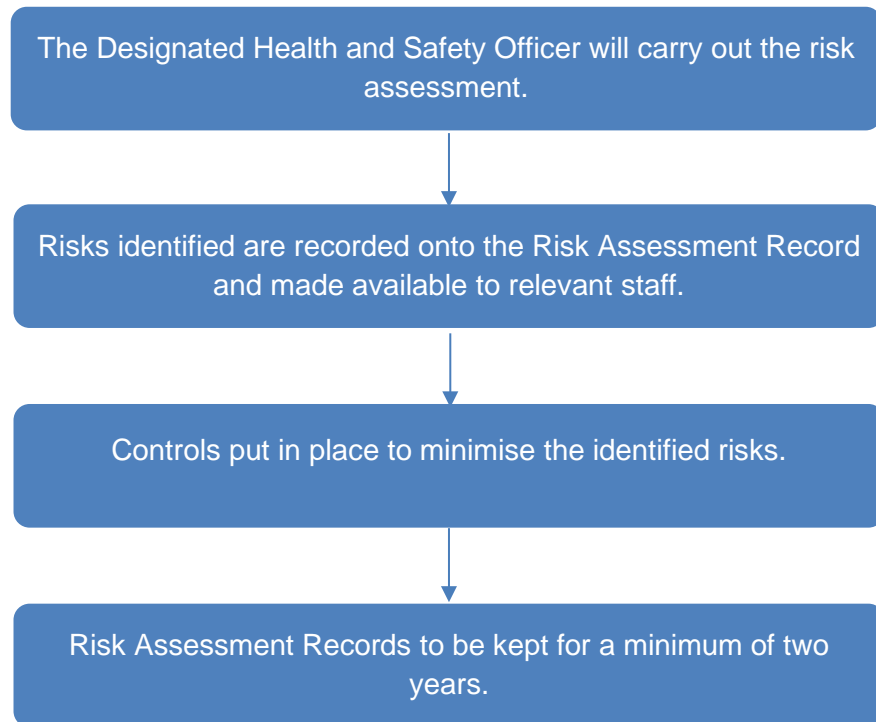 The Designated Health and Safety Officer will carry out the risk
assessment.
Risks identified are recorded onto the Risk Assessment Record
and made available to relevant staff.
Controls put in place to minimise the identified risks.
Risk Assessment Records to be kept for a minimum of two
years.